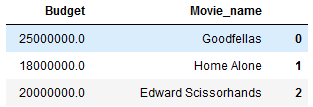 Budget Movie_name
25000000.0 Goodfellas 0
18000000.0 Home Alone 1
20000000.0 Edward Scissorhands 2